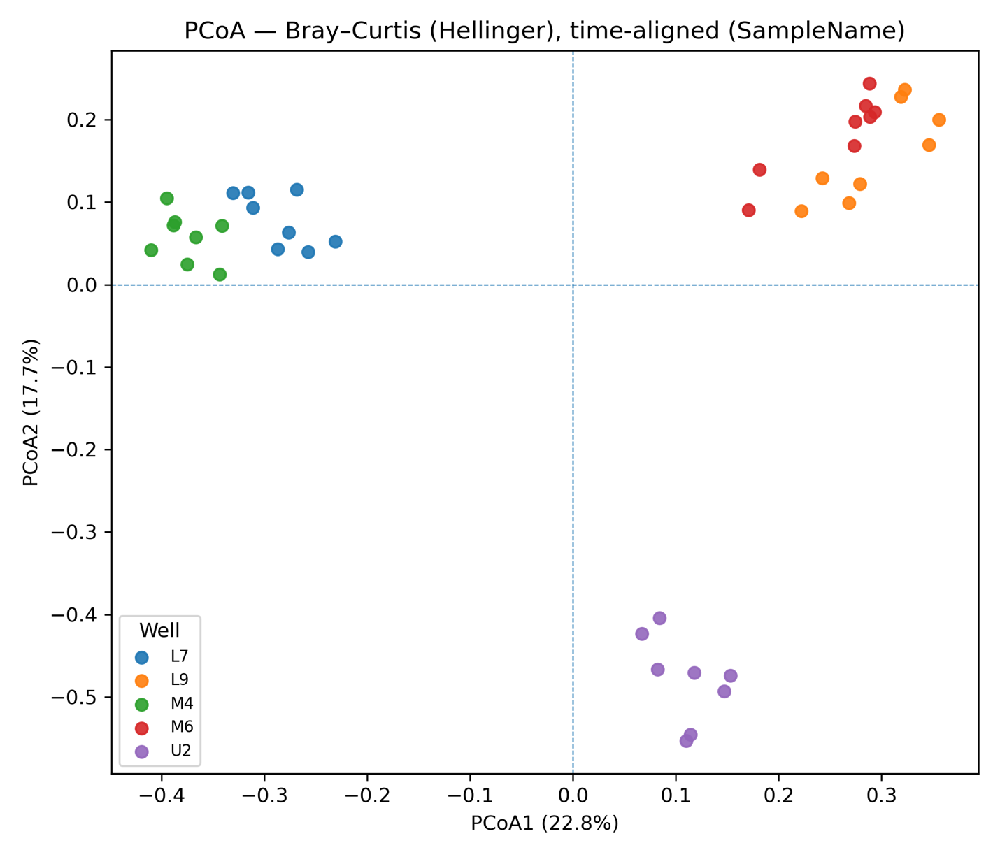 PCoA — Bray–Curtis (Hellinger), time-aligned (SampleName)
0.2
0.1
0.0
−0.1
−0.2
−0.3
−0.4
−0.5
PCoA2 (17.7%)
Well
L7
L9
M4
M6
U2
−0.4
−0.3
−0.2
−0.1
0.0
0.1
0.2
0.3
PCoA1 (22.8%)